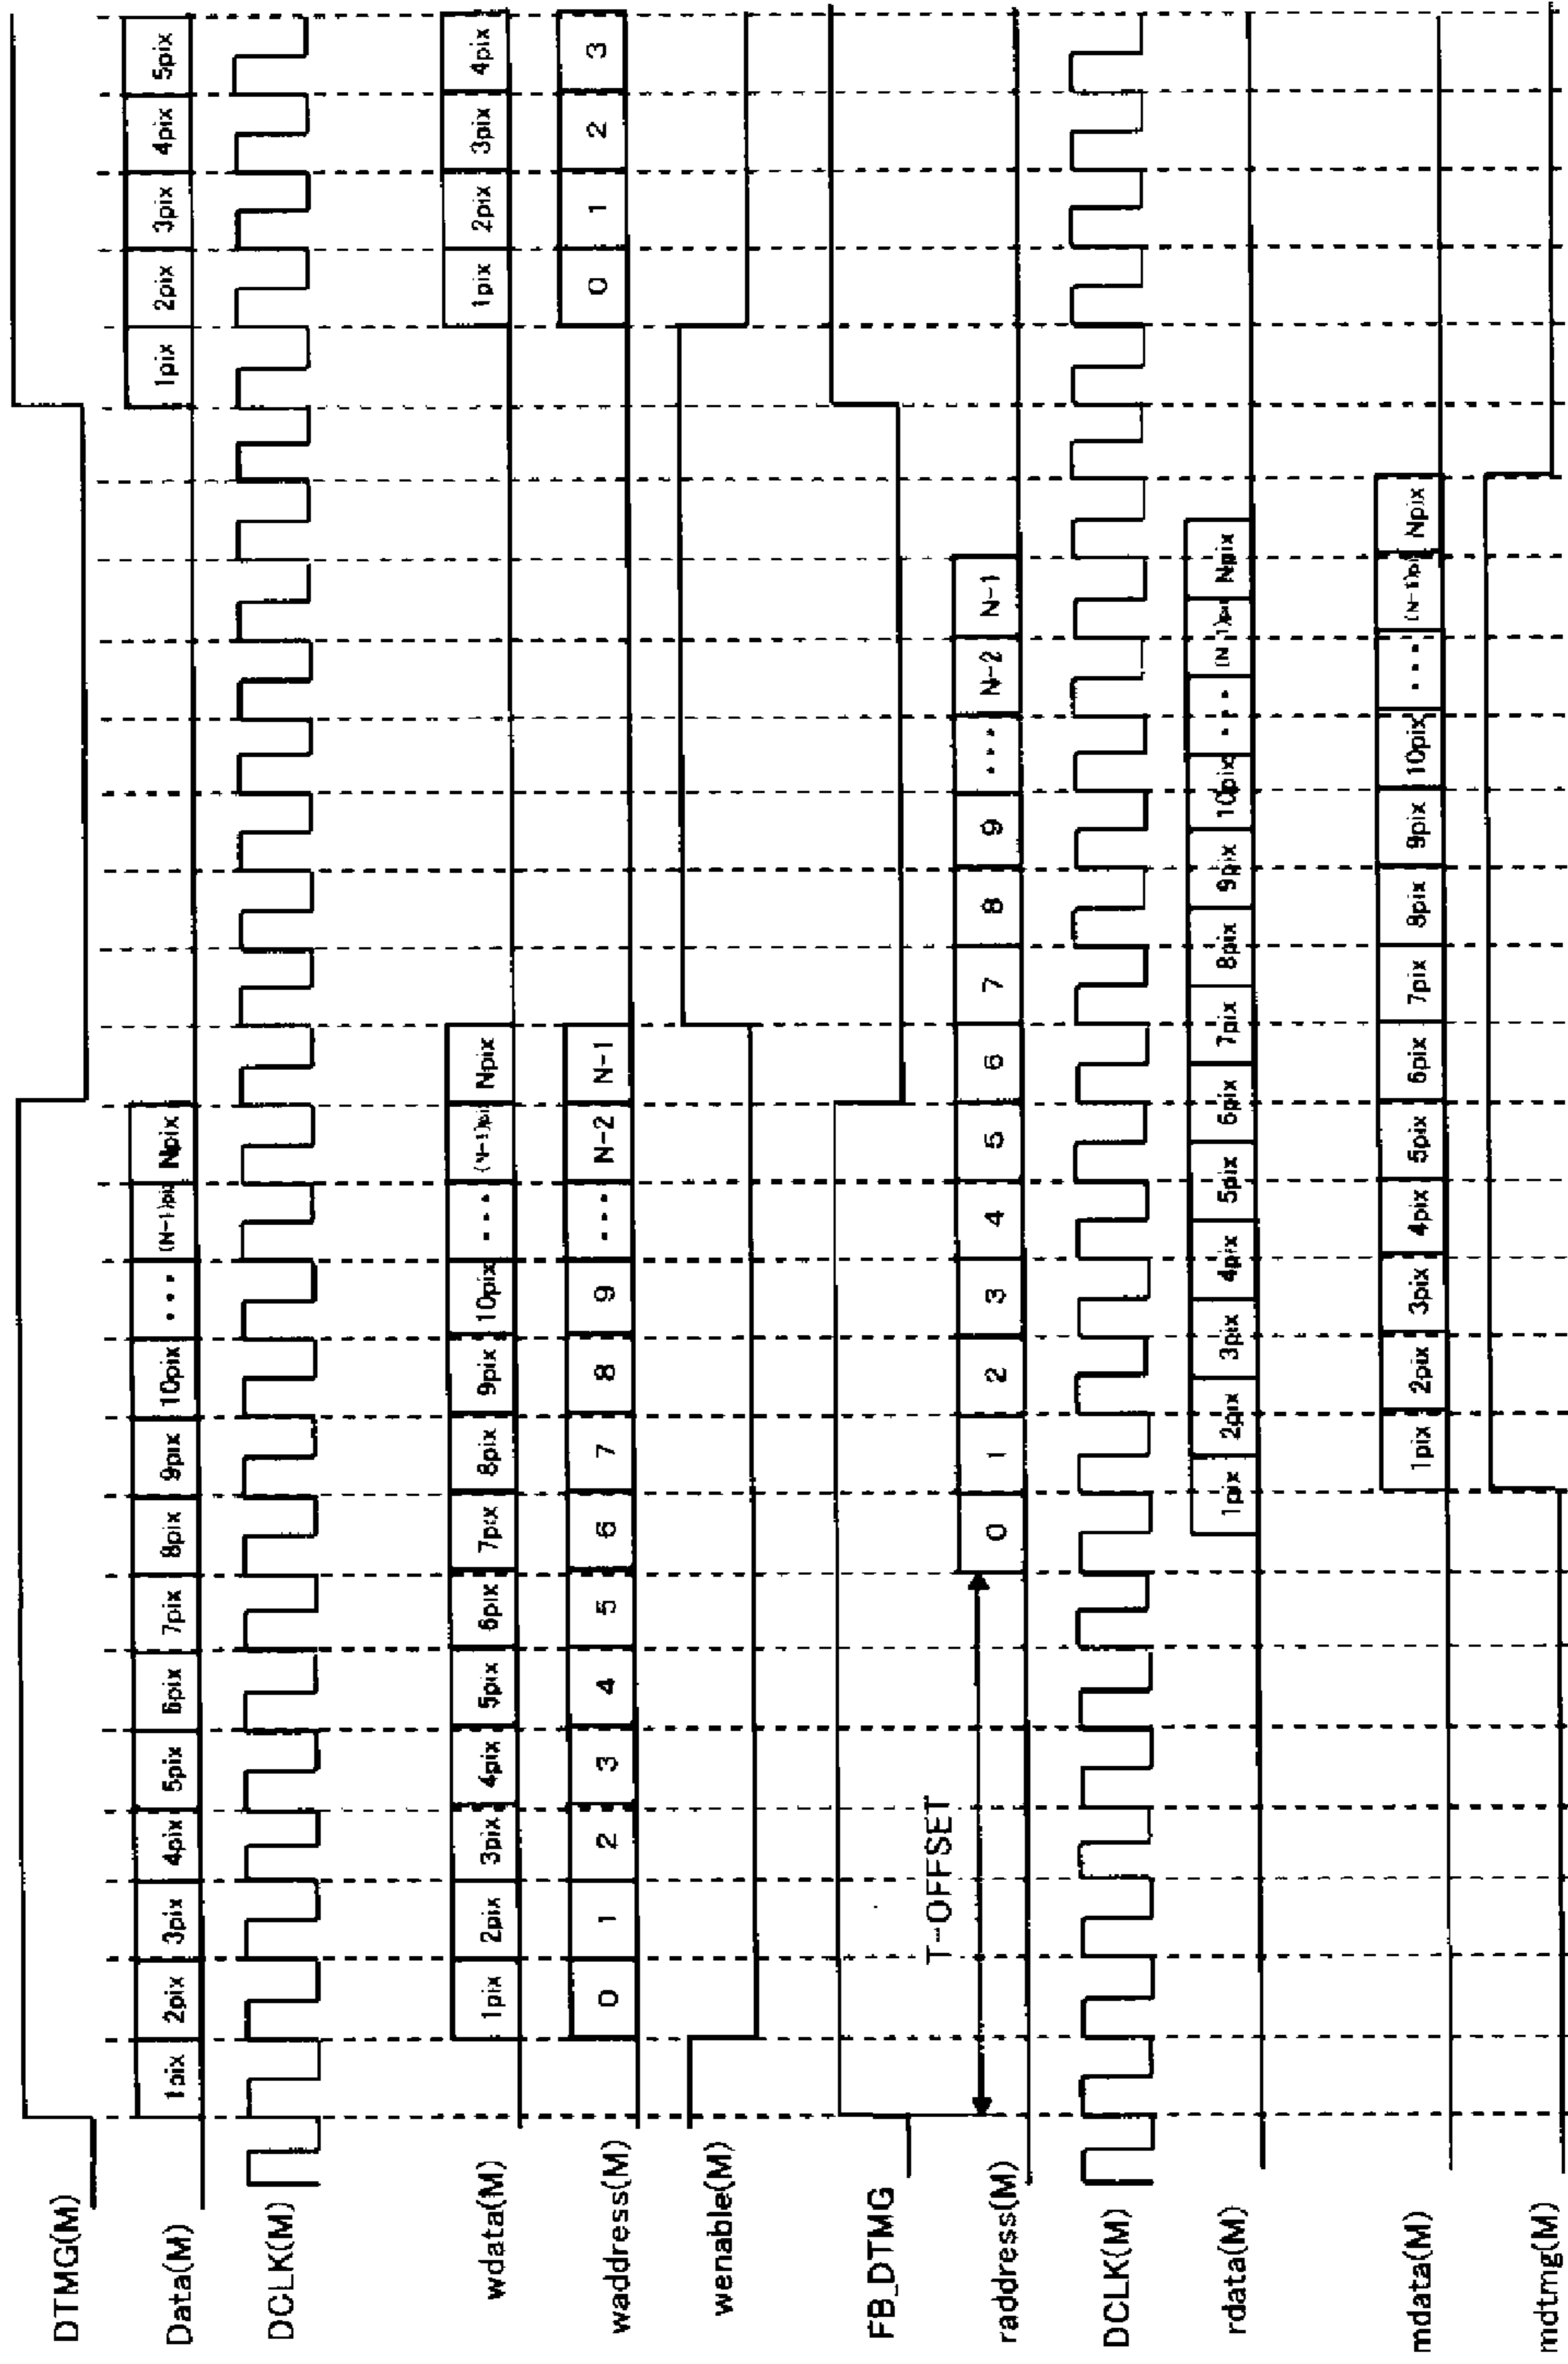 DTMG(M)
Data(M) 1pix 2pix 3pix 4pix 5pix 6pix 7pix 8pix 9pix 10pix ••• (N-1)pi Npix 1pix 2pix 3pix 4pix 5pix
DCLK(M)
wdata(M) 1pix 2pix 3pix 4pix 5pix 6pix 7pix 8pix 9pix 10pix ••• (N-1)pi Npix 1pix 2pix 3pix 4pix
waddress(M) 0 1 2 3 4 5 6 7 8 9 ••• N-2 N-1 0 1 2 3
wenable(M)
FB_DTMG
T-OFFSET
raddress(M) 0 1 2 3 4 5 6 7 8 9 ••• N-2 N-1
DCLK(M)
rdata(M) 1pix 2pix 3pix 4pix 5pix 6pix 7pix 8pix 9pix 10pix ••• Npix
mdata(M) 1pix 2pix 3pix 4pix 5pix 6pix 7pix 8pix 9pix 10pix ••• (N-1)pi Npix
mdtmg(M)